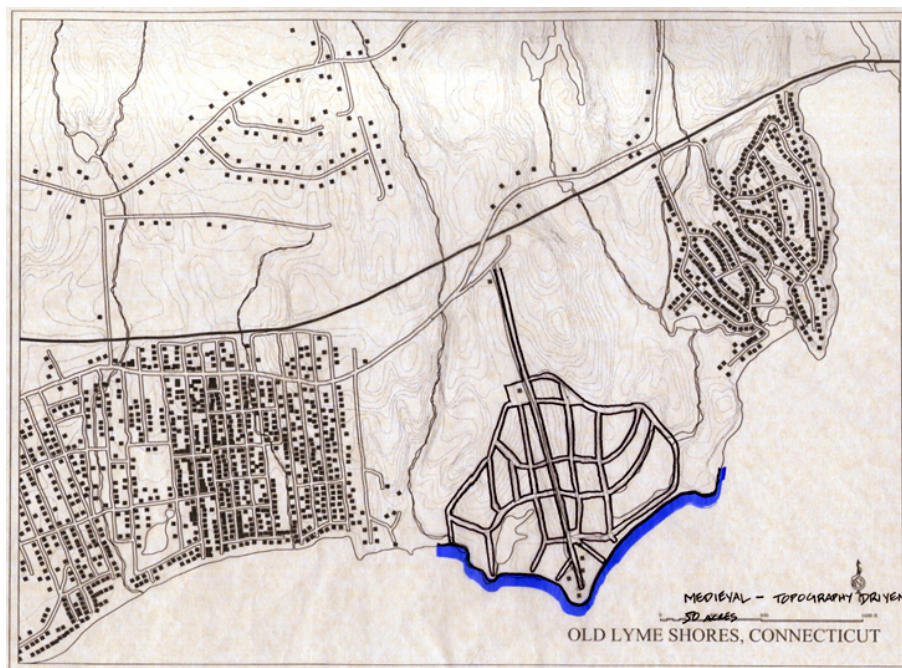 MEDIEVAL - TOPOGRAPHY DRIVEN
50 ACRES
OLD LYME SHORES, CONNECTICUT